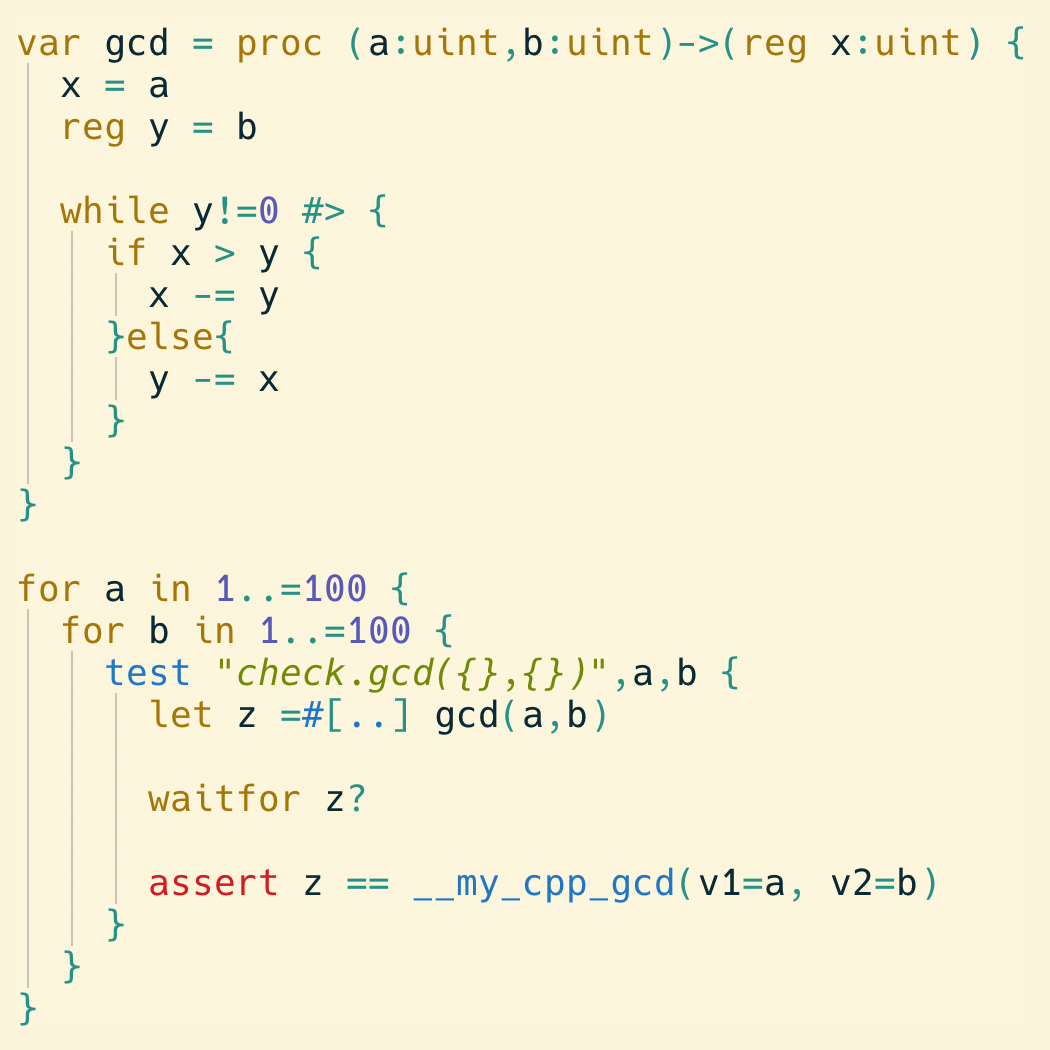 var gcd = proc (a:uint,b:uint)->(reg x:uint) {
  x = a
  reg y = b

  while y!=0 #> {
    if x > y {
      x -= y
    }else{
      y -= x
    }
  }
}

for a in 1..=100 {
  for b in 1..=100 {
    test "check.gcd({},{})",a,b {
      let z =#[..] gcd(a,b)

      waitfor z?

      assert z == __my_cpp_gcd(v1=a, v2=b)
    }
  }
}